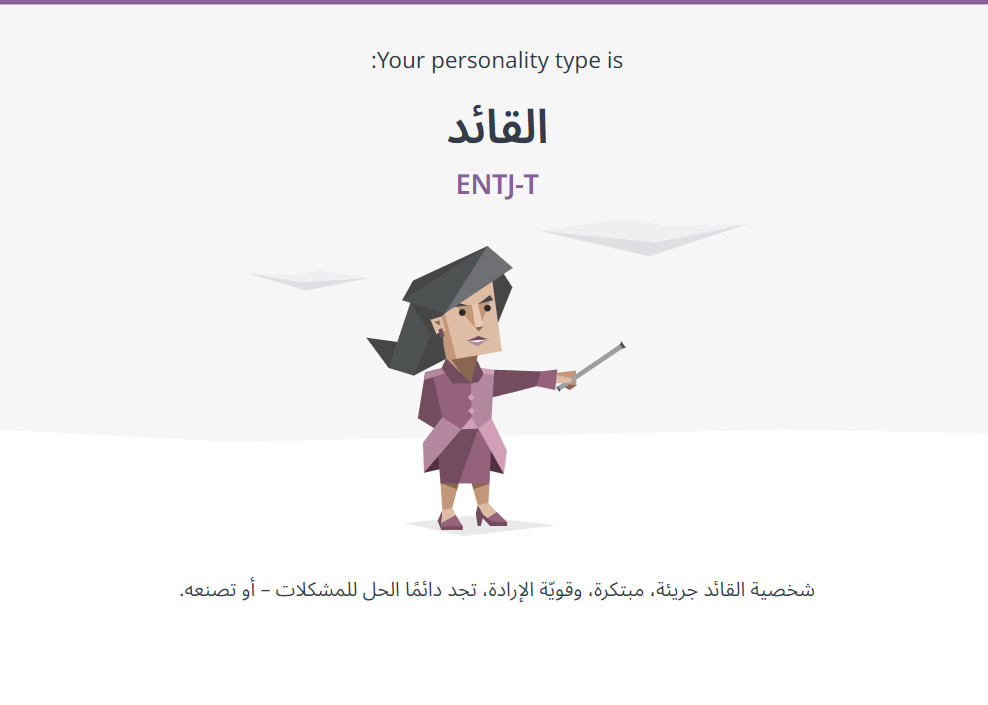 Your personality type is:
القائد
ENTJ-T
شخصية القائد جريئة، مبتكرة، وقويّة الإرادة، تجد دائمًا الحل للمشكلات – أو تصنعه.